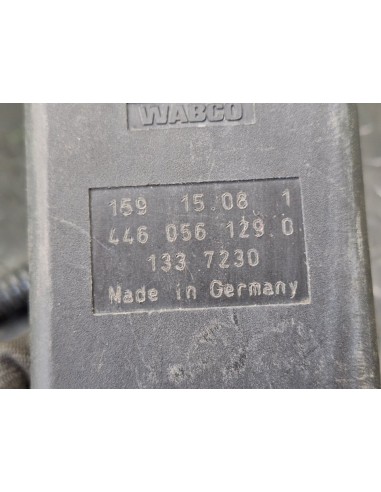 WABCO
159 15.08 1
446 056 129.0
133 7230
Made in Germany